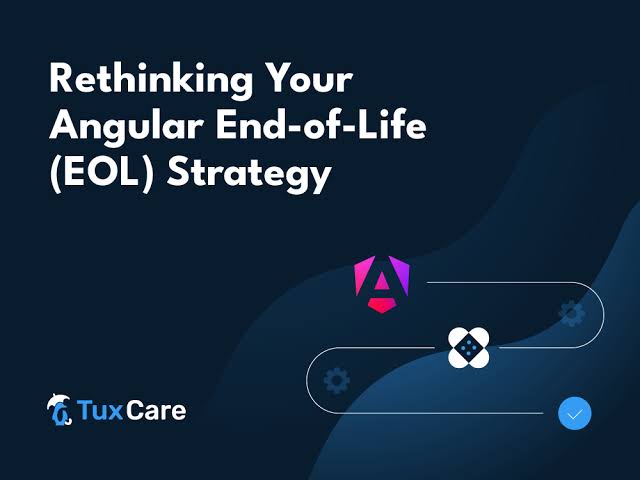 Rethinking Your
Angular End-of-Life
(EOL) Strategy
TuxCare